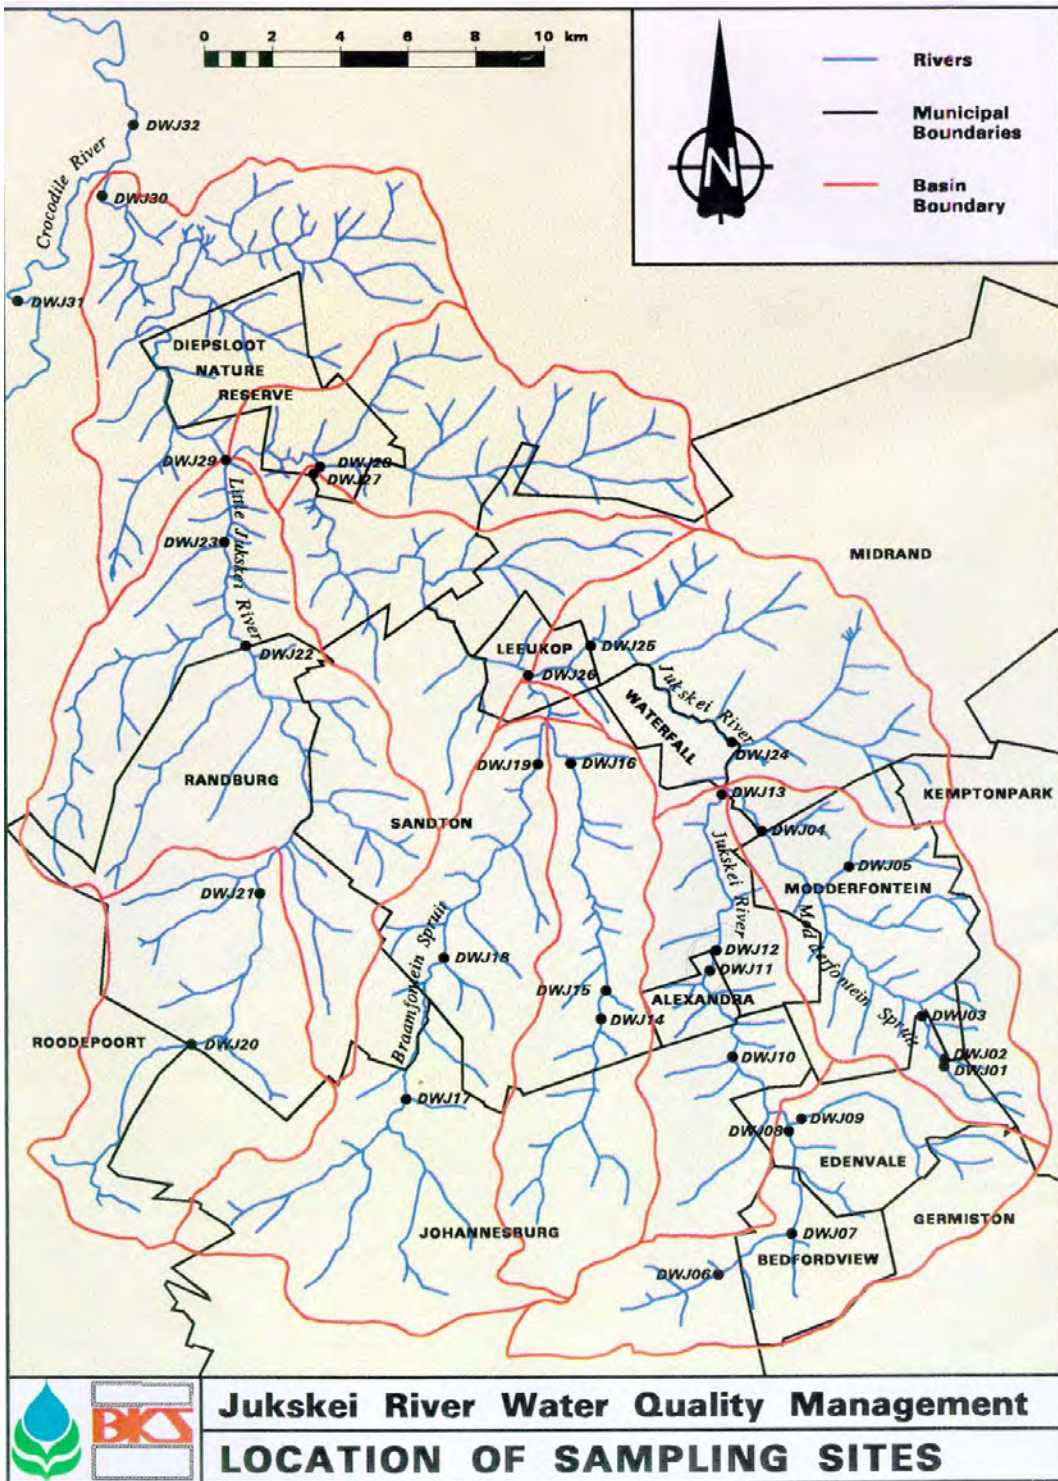 0 2 4 6 8 10 km
Rivers
Municipal
Boundaries
Basin
Boundary
N
DWJ32
Crocodile River
DWJ30
DWJ31
DIEPSLOOT
NATURE
RESERVE
DWJ29
DWJ28
DWJ27
Little Jukskei River
DWJ23
MIDRAND
DWJ22
LEEUKOP
DWJ25
DWJ26
Jukskei River
WATERFALL
DWJ24
DWJ19
DWJ16
RANDBURG
DWJ13
KEMPTONPARK
SANDTON
DWJ04
Jukskei River
DWJ05
MODDERFONTEIN
DWJ21
Modderfontein Spruit
Braamfontein Spruit
DWJ12
DWJ18
DWJ11
DWJ15
ALEXANDRA
DWJ14
DWJ03
ROODEPOORT
DWJ20
DWJ10
DWJ02
DWJ01
DWJ17
DWJ09
DWJ08
EDENVALE
JOHANNESBURG
GERMISTON
DWJ07
BEDFORDVIEW
DWJ06
BKS
Jukskei River Water Quality Management
LOCATION OF SAMPLING SITES